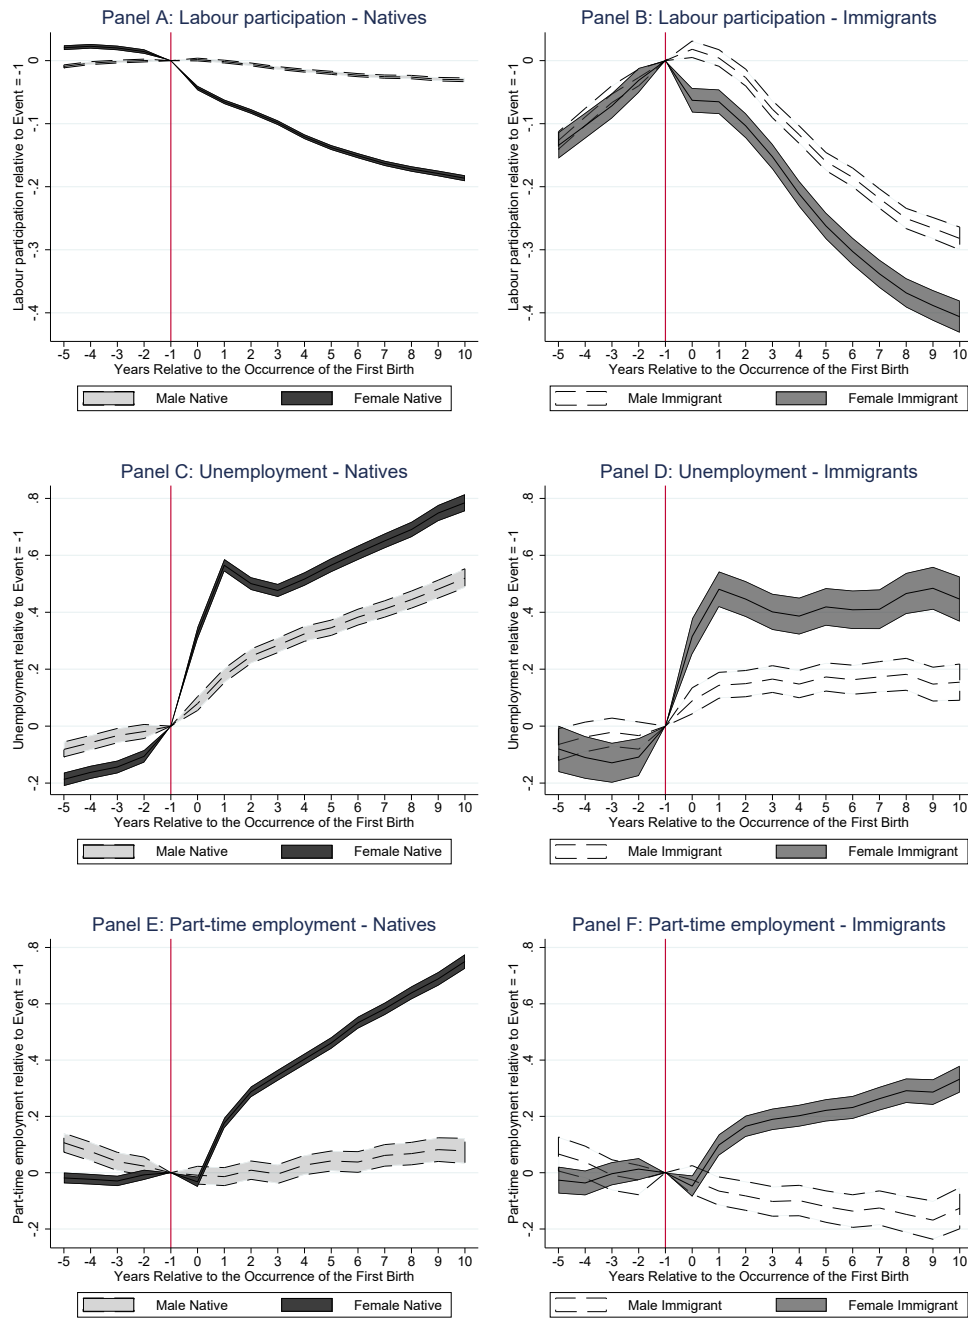 Panel A: Labour participation - Natives
Labour participation relative to Event = -1
0
-.1
-.2
-.3
-.4
-5 -4 -3 -2 -1 0 1 2 3 4 5 6 7 8 9 10
Years Relative to the Occurrence of the First Birth
Male Native Female Native
Panel B: Labour participation - Immigrants
Labour participation relative to Event = -1
0
-.1
-.2
-.3
-.4
-5 -4 -3 -2 -1 0 1 2 3 4 5 6 7 8 9 10
Years Relative to the Occurrence of the First Birth
Male Immigrant Female Immigrant
Panel C: Unemployment - Natives
Unemployment relative to Event = -1
.8
.6
.4
.2
0
-.2
-5 -4 -3 -2 -1 0 1 2 3 4 5 6 7 8 9 10
Years Relative to the Occurrence of the First Birth
Male Native Female Native
Panel D: Unemployment - Immigrants
Unemployment relative to Event = -1
.8
.6
.4
.2
0
-.2
-5 -4 -3 -2 -1 0 1 2 3 4 5 6 7 8 9 10
Years Relative to the Occurrence of the First Birth
Male Immigrant Female Immigrant
Panel E: Part-time employment - Natives
Part-time employment relative to Event = -1
.8
.6
.4
.2
0
-.2
-5 -4 -3 -2 -1 0 1 2 3 4 5 6 7 8 9 10
Years Relative to the Occurrence of the First Birth
Male Native Female Native
Panel F: Part-time employment - Immigrants
Part-time employment relative to Event = -1
.8
.6
.4
.2
0
-.2
-5 -4 -3 -2 -1 0 1 2 3 4 5 6 7 8 9 10
Years Relative to the Occurrence of the First Birth
Male Immigrant Female Immigrant